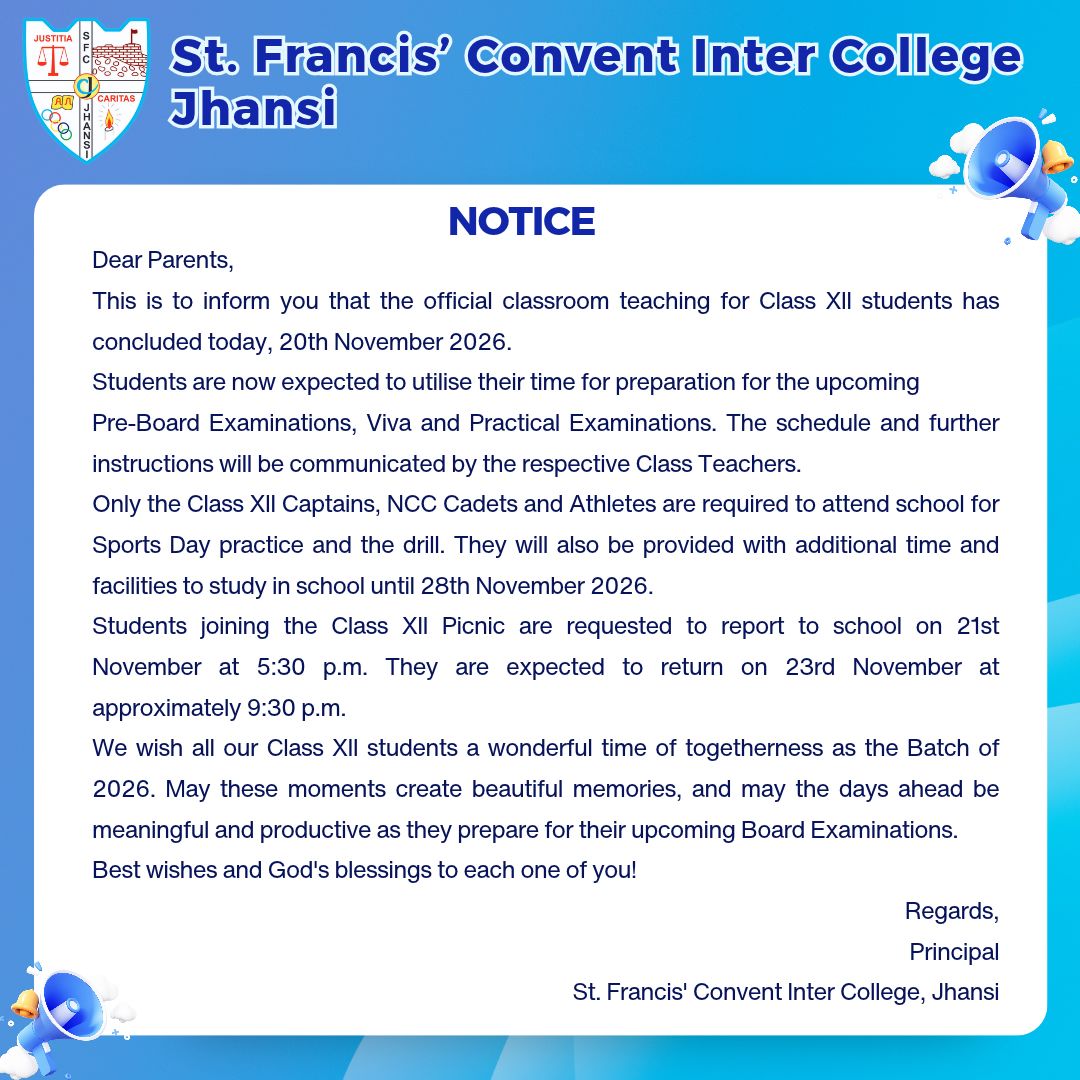 JUSTITIA
SFC
CARITAS
JHANSI
St. Francis’ Convent Inter College
Jhansi
NOTICE
Dear Parents,
This is to inform you that the official classroom teaching for Class XII students has
concluded today, 20th November 2026.
Students are now expected to utilise their time for preparation for the upcoming
Pre-Board Examinations, Viva and Practical Examinations. The schedule and further
instructions will be communicated by the respective Class Teachers.
Only the Class XII Captains, NCC Cadets and Athletes are required to attend school for
Sports Day practice and the drill. They will also be provided with additional time and
facilities to study in school until 28th November 2026.
Students joining the Class XII Picnic are requested to report to school on 21st
November at 5:30 p.m. They are expected to return on 23rd November at
approximately 9:30 p.m.
We wish all our Class XII students a wonderful time of togetherness as the Batch of
2026. May these moments create beautiful memories, and may the days ahead be
meaningful and productive as they prepare for their upcoming Board Examinations.
Best wishes and God's blessings to each one of you!
Regards,
Principal
St. Francis' Convent Inter College, Jhansi